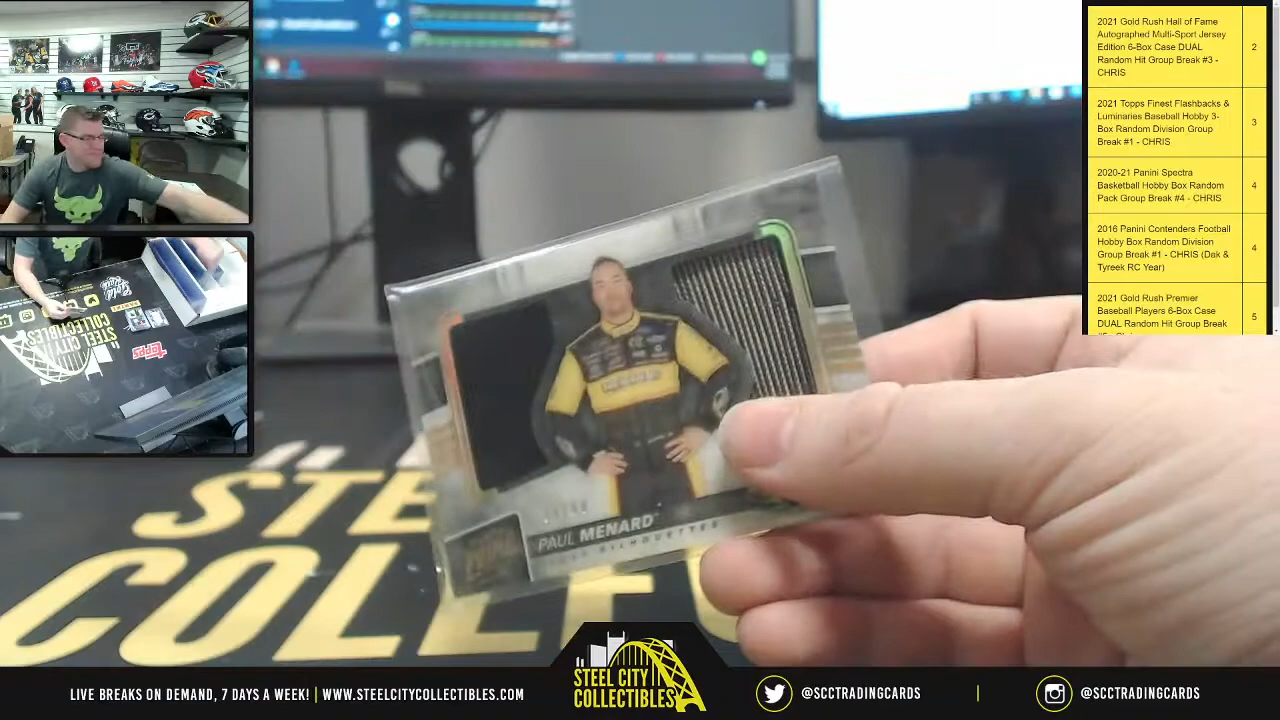 2021 Gold Rush Hall of Fame
Autographed Multi-Sport Jersey
Edition 6-Box Case DUAL
Random Hit Group Break #3 -
CHRIS
2
2021 Topps Finest Flashbacks &
Luminaries Baseball Hobby 3-
Box Random Division Group
Break #1 - CHRIS
3
2020-21 Panini Spectra
Basketball Hobby Box Random
Pack Group Break #4 - CHRIS
4
2016 Panini Contenders Football
Hobby Box Random Division
Group Break #1 - CHRIS (Dak &
Tyreek RC Year)
4
2021 Gold Rush Premier
Baseball Players 6-Box Case
DUAL Random Hit Group Break
5
COLLECTIBLES
topps
PAUL MENARD
SILHOUETTES
STE
COLLE
LIVE BREAKS ON DEMAND, 7 DAYS A WEEK! | WWW.STEELCITYCOLLECTIBLES.COM
STEEL CITY
COLLECTIBLES
@SCCTRADINGCARDS
@SCCTRADINGCARDS